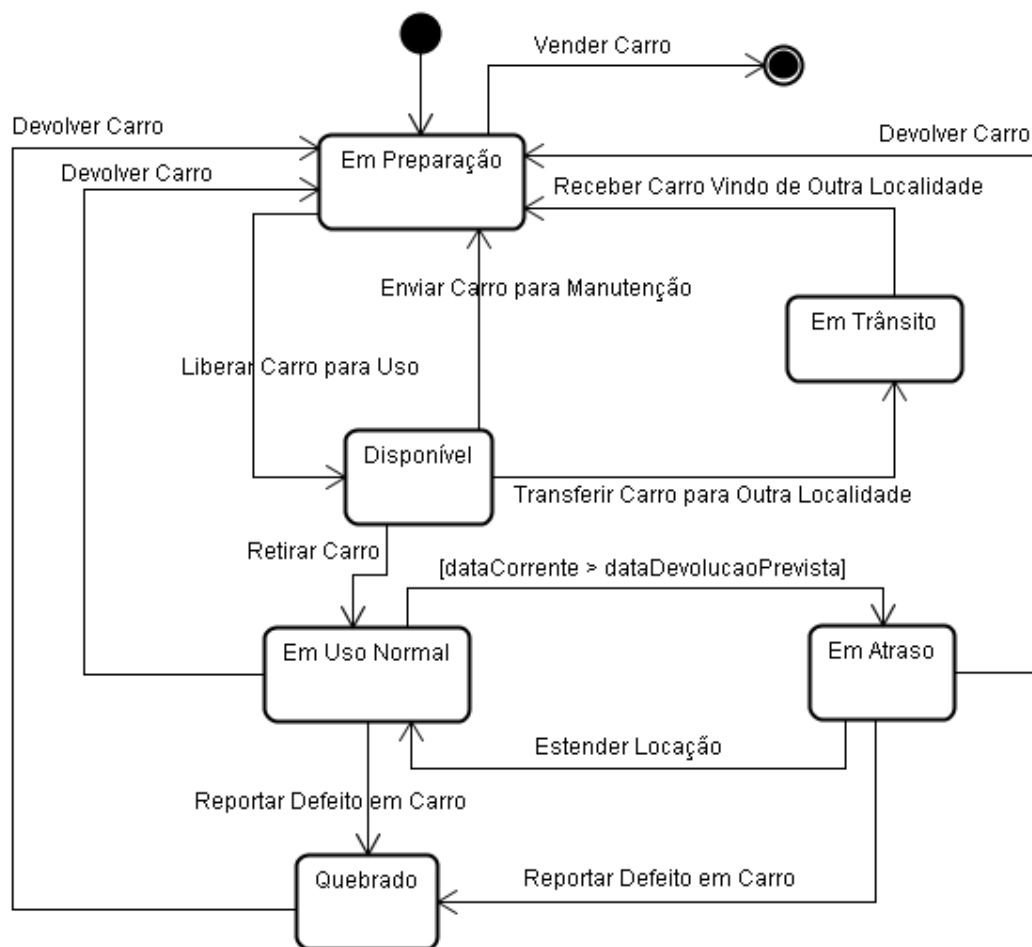 Vender Carro
Devolver Carro
Devolver Carro
Em Preparação
Devolver Carro
Receber Carro Vindo de Outra Localidade
Enviar Carro para Manutenção
Em Trânsito
Liberar Carro para Uso
Disponível
Transferir Carro para Outra Localidade
Retirar Carro
[dataCorrente > dataDevolucaoPrevista]
Em Uso Normal
Em Atraso
Estender Locação
Reportar Defeito em Carro
Quebrado
Reportar Defeito em Carro